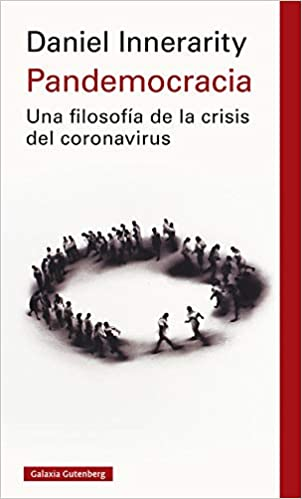 Daniel Innerarity
Pandemocracia
Una filosofía de la crisis
del coronavirus
Galaxia Gutenberg